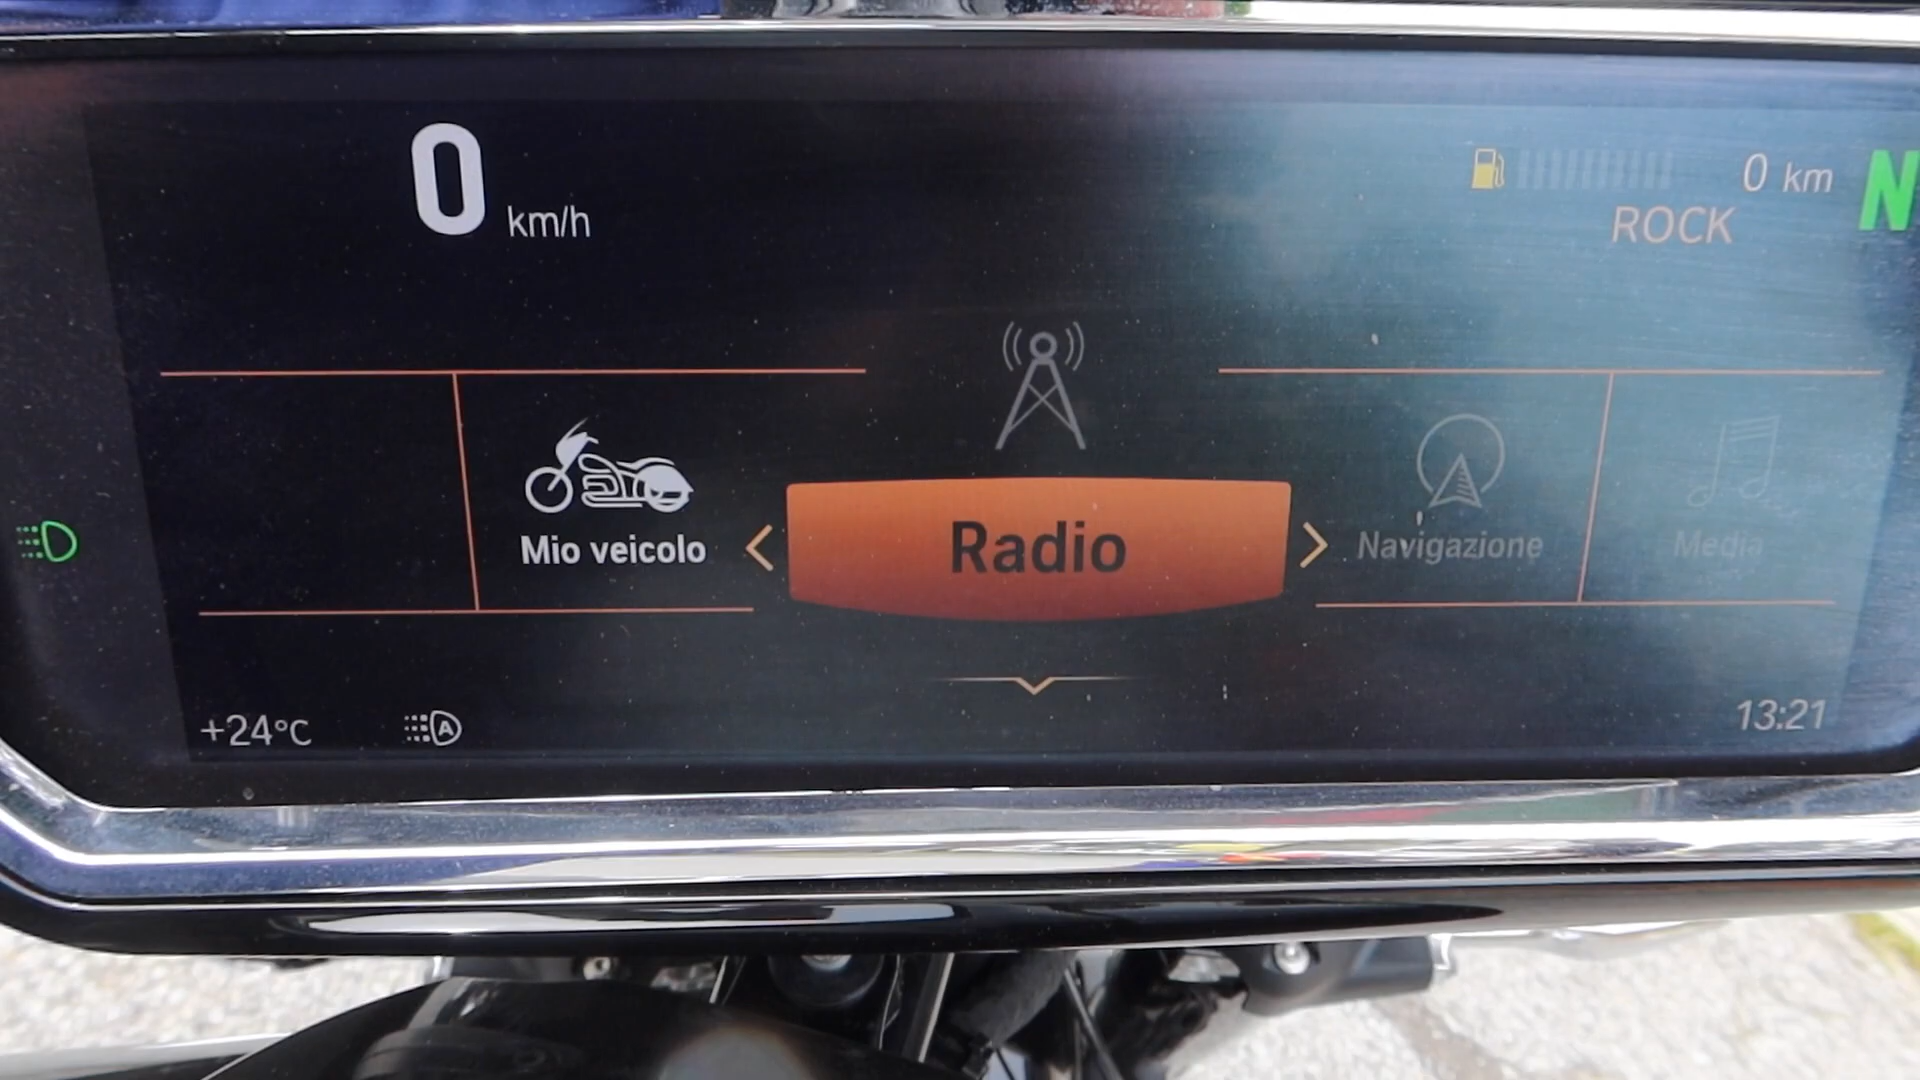 0 km/h
0 km N
ROCK
Mio veicolo
Radio
Navigazione
Media
+24°C
A
13:21